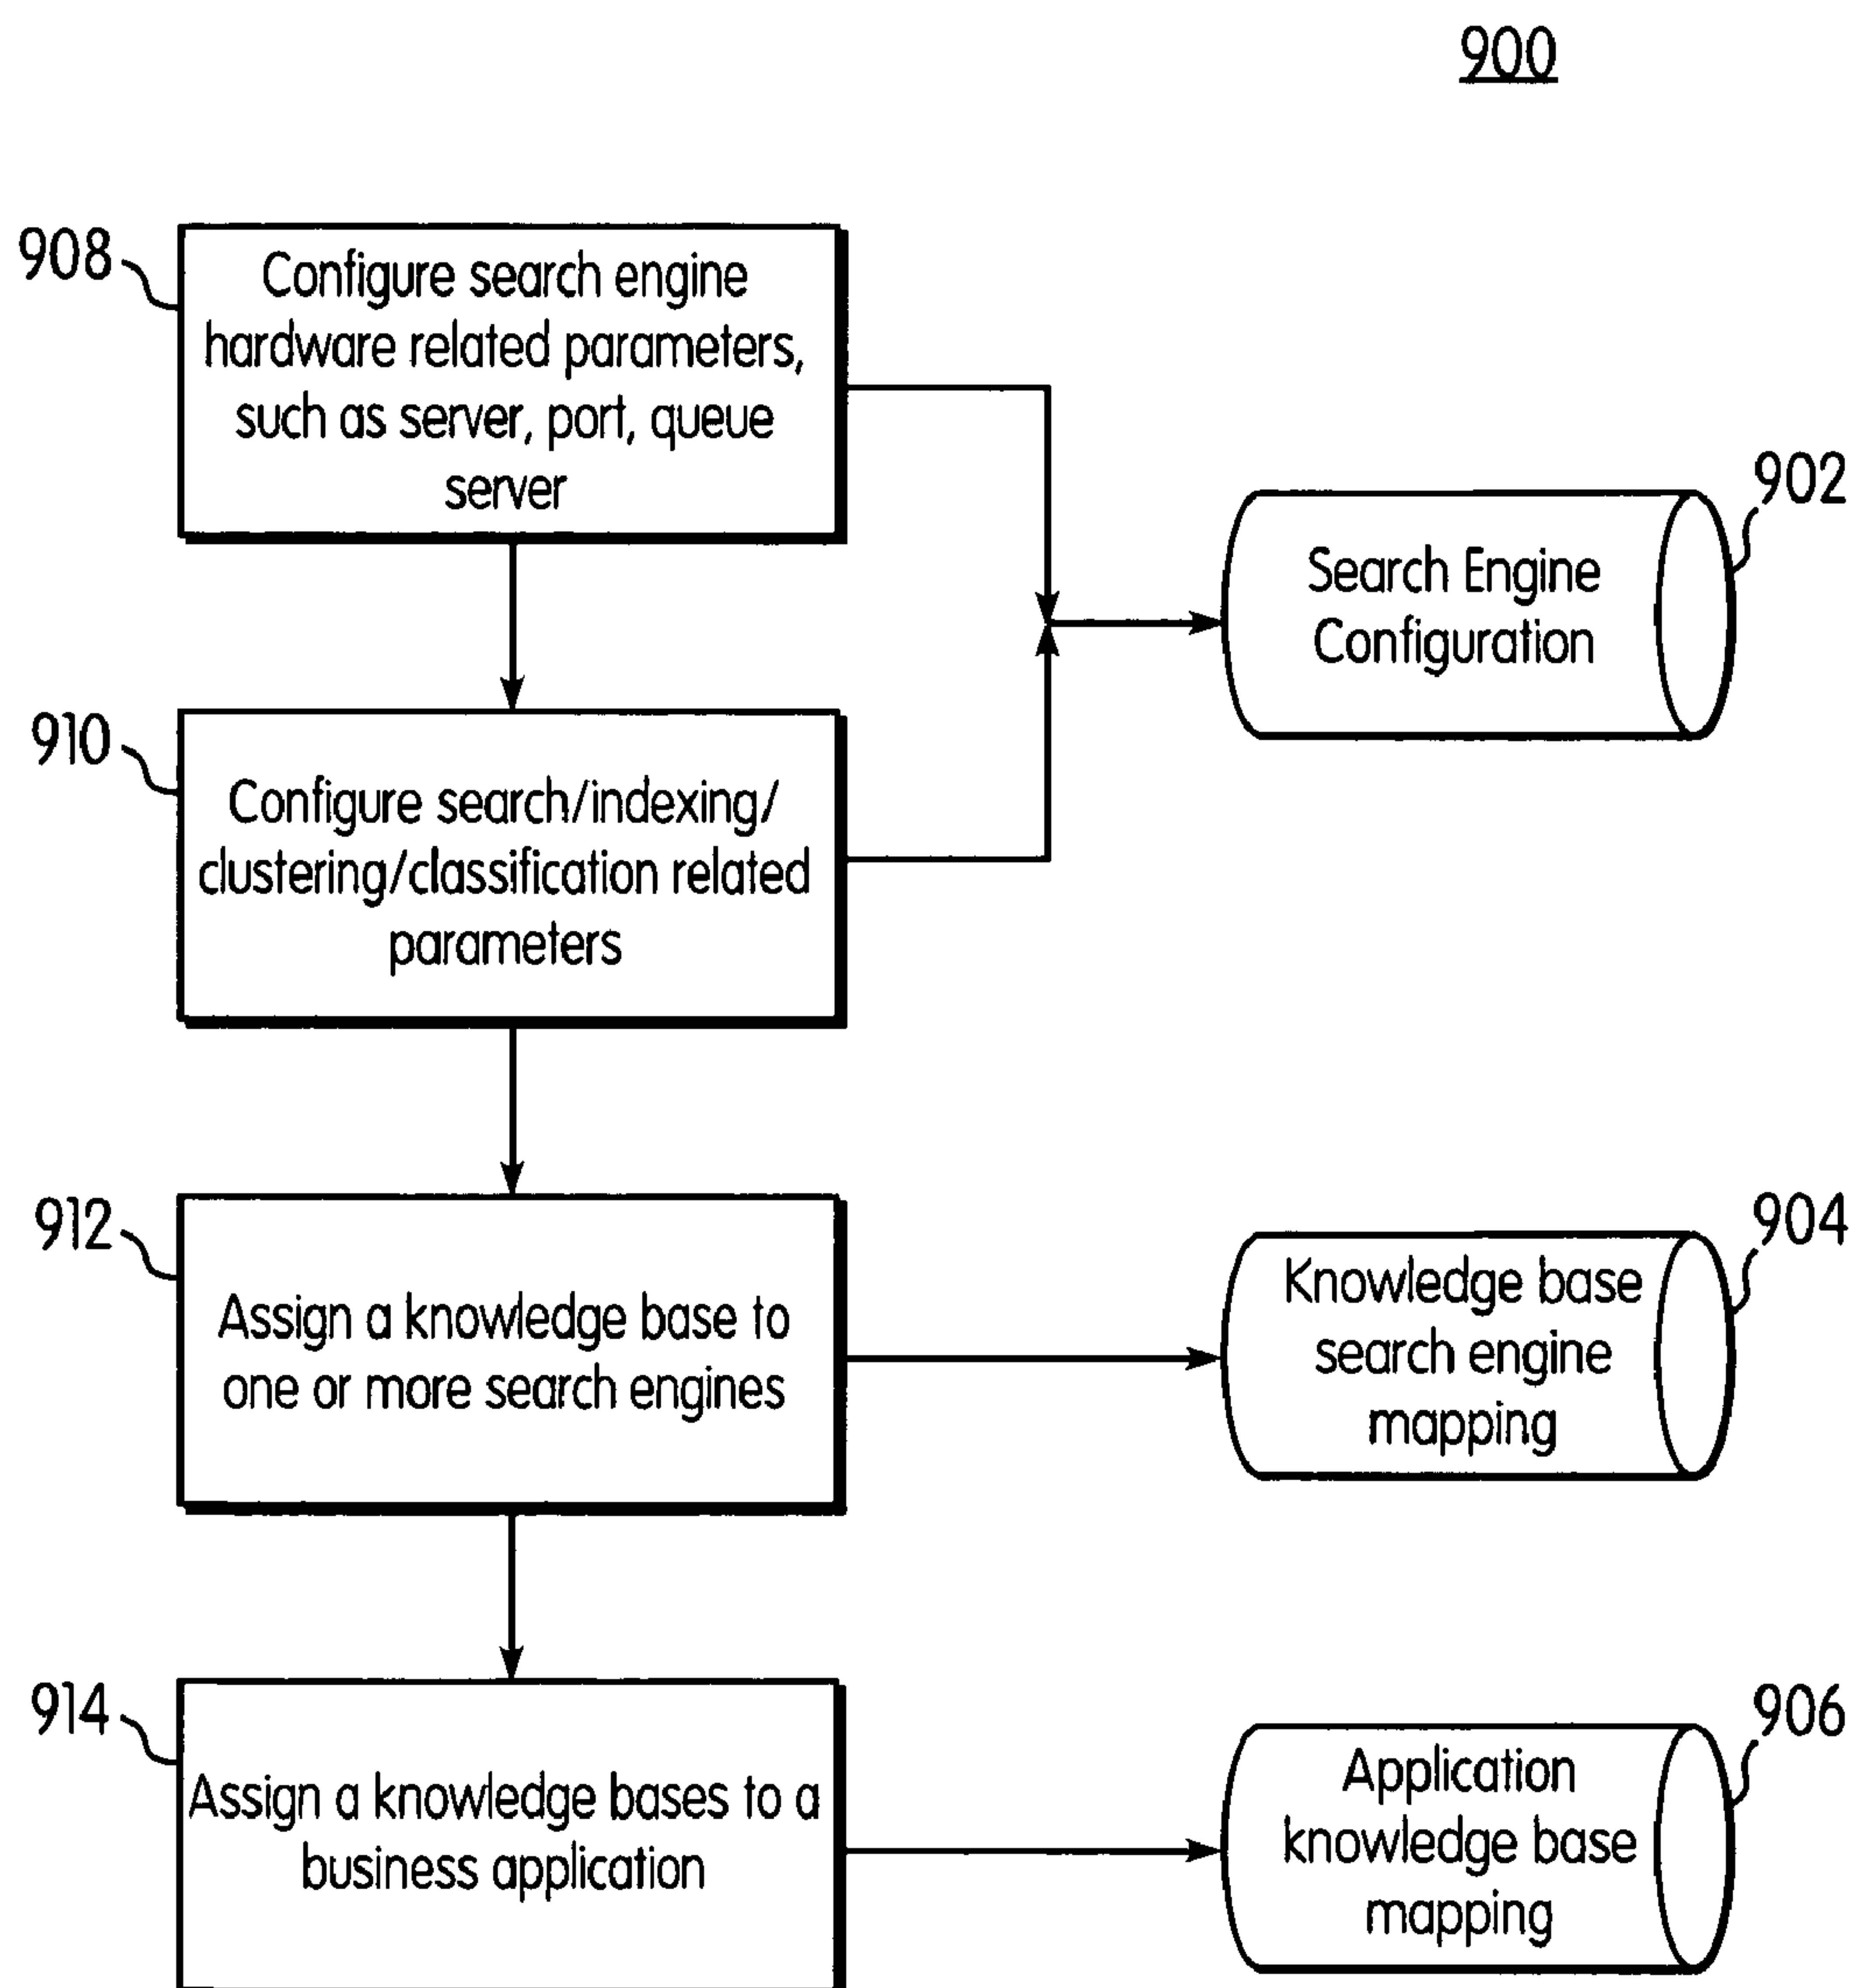 900
908
Configure search engine
hardware related parameters,
such as server, port, queue
server
902
Search Engine
Configuration
910
Configure search/indexing/
clustering/classification related
parameters
912
Assign a knowledge base to
one or more search engines
904
Knowledge base
search engine
mapping
914
Assign a knowledge bases to a
business application
906
Application
knowledge base
mapping